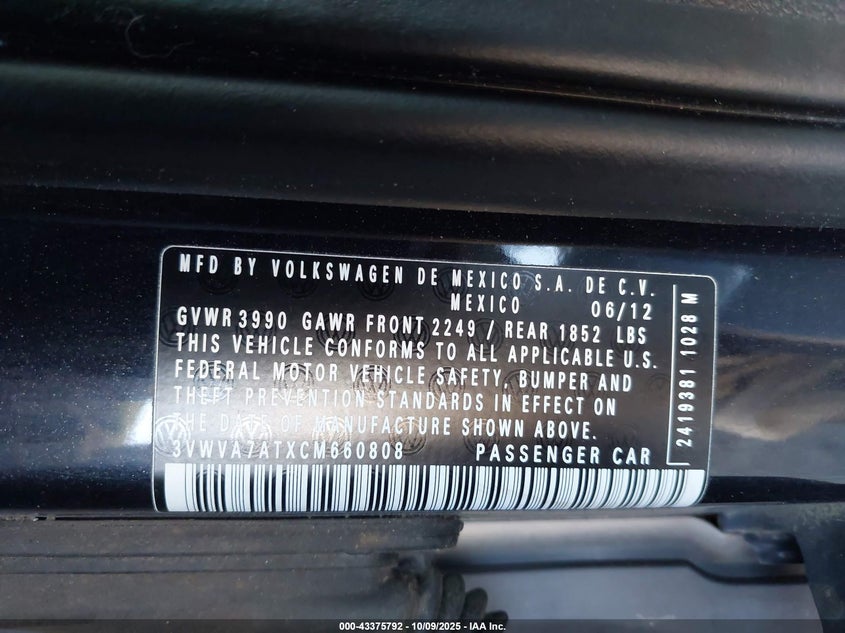 MFD BY VOLKSWAGEN DE MEXICO S.A. DE C.V.
MEXICO 06/12
GVWR 3990 GAWR FRONT 2249 / REAR 1852 LBS
THIS VEHICLE CONFORMS TO ALL APPLICABLE U.S.
FEDERAL MOTOR VEHICLE SAFETY, BUMPER AND
THEFT PREVENTION STANDARDS IN EFFECT ON
THE DATE OF MANUFACTURE SHOWN ABOVE.
3VWVA7ATXCM660808 PASSENGER CAR
2419381 1028 M
000-43375792 - 10/09/2025 - IAA Inc.